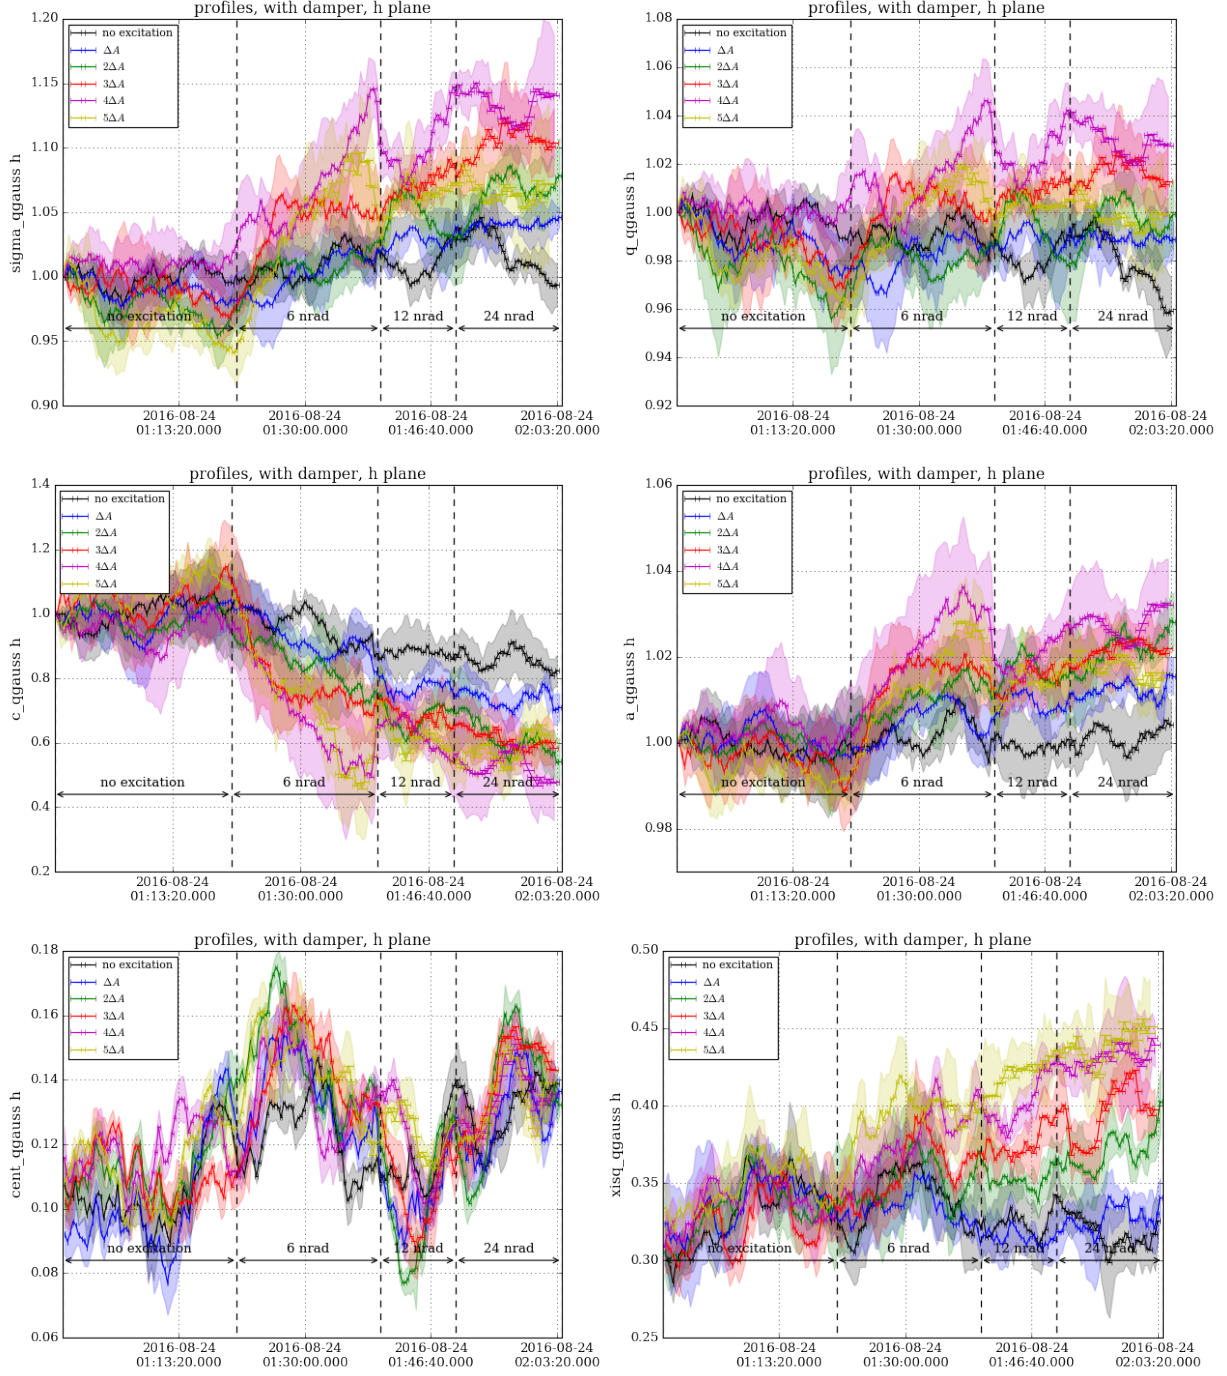 profiles, with damper, h plane
sigma_qgauss h
1.20
1.15
1.10
1.05
1.00
0.95
0.90
no excitation
ΔA
2ΔA
3ΔA
4ΔA
5ΔA
no excitation
6 nrad
12 nrad
24 nrad
2016-08-24
01:13:20.000
2016-08-24
01:30:00.000
2016-08-24
01:46:40.000
2016-08-24
02:03:20.000
profiles, with damper, h plane
q_qgauss h
1.08
1.06
1.04
1.02
1.00
0.98
0.96
0.94
0.92
no excitation
ΔA
2ΔA
3ΔA
4ΔA
5ΔA
no excitation
6 nrad
12 nrad
24 nrad
2016-08-24
01:13:20.000
2016-08-24
01:30:00.000
2016-08-24
01:46:40.000
2016-08-24
02:03:20.000
profiles, with damper, h plane
c_qgauss h
1.4
1.2
1.0
0.8
0.6
0.4
0.2
no excitation
ΔA
2ΔA
3ΔA
4ΔA
5ΔA
no excitation
6 nrad
12 nrad
24 nrad
2016-08-24
01:13:20.000
2016-08-24
01:30:00.000
2016-08-24
01:46:40.000
2016-08-24
02:03:20.000
profiles, with damper, h plane
a_qgauss h
1.06
1.04
1.02
1.00
0.98
no excitation
ΔA
2ΔA
3ΔA
4ΔA
5ΔA
no excitation
6 nrad
12 nrad
24 nrad
2016-08-24
01:13:20.000
2016-08-24
01:30:00.000
2016-08-24
01:46:40.000
2016-08-24
02:03:20.000
profiles, with damper, h plane
cent_qgauss h
0.18
0.16
0.14
0.12
0.10
0.08
0.06
no excitation
ΔA
2ΔA
3ΔA
4ΔA
5ΔA
no excitation
6 nrad
12 nrad
24 nrad
2016-08-24
01:13:20.000
2016-08-24
01:30:00.000
2016-08-24
01:46:40.000
2016-08-24
02:03:20.000
profiles, with damper, h plane
xisq_qgauss h
0.50
0.45
0.40
0.35
0.30
0.25
no excitation
ΔA
2ΔA
3ΔA
4ΔA
5ΔA
no excitation
6 nrad
12 nrad
24 nrad
2016-08-24
01:13:20.000
2016-08-24
01:30:00.000
2016-08-24
01:46:40.000
2016-08-24
02:03:20.000